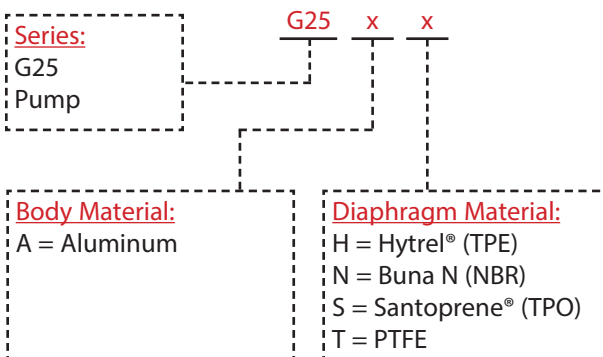 G25 x x
Series:
G25
Pump
Body Material:
A = Aluminum
Diaphragm Material:
H = Hytrel® (TPE)
N = Buna N (NBR)
S = Santoprene® (TPO)
T = PTFE